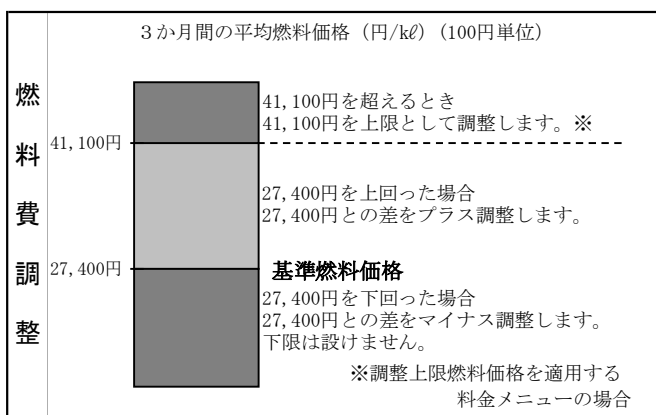 燃料費調整
３か月間の平均燃料価格（円/kℓ）（100円単位）
41,100円を超えるとき
41,100円を上限として調整します。※
41,100円
27,400円を上回った場合
27,400円との差をプラス調整します。
27,400円
基準燃料価格
27,400円を下回った場合
27,400円との差をマイナス調整します。
下限は設けません。
※調整上限燃料価格を適用する
料金メニューの場合